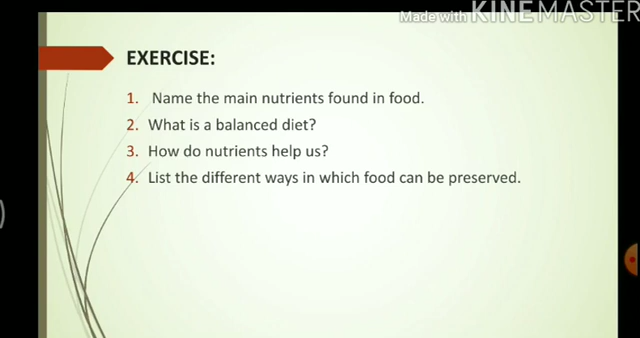 Made with KINEMASTER
EXERCISE:
1. Name the main nutrients found in food.
2. What is a balanced diet?
3. How do nutrients help us?
4. List the different ways in which food can be preserved.